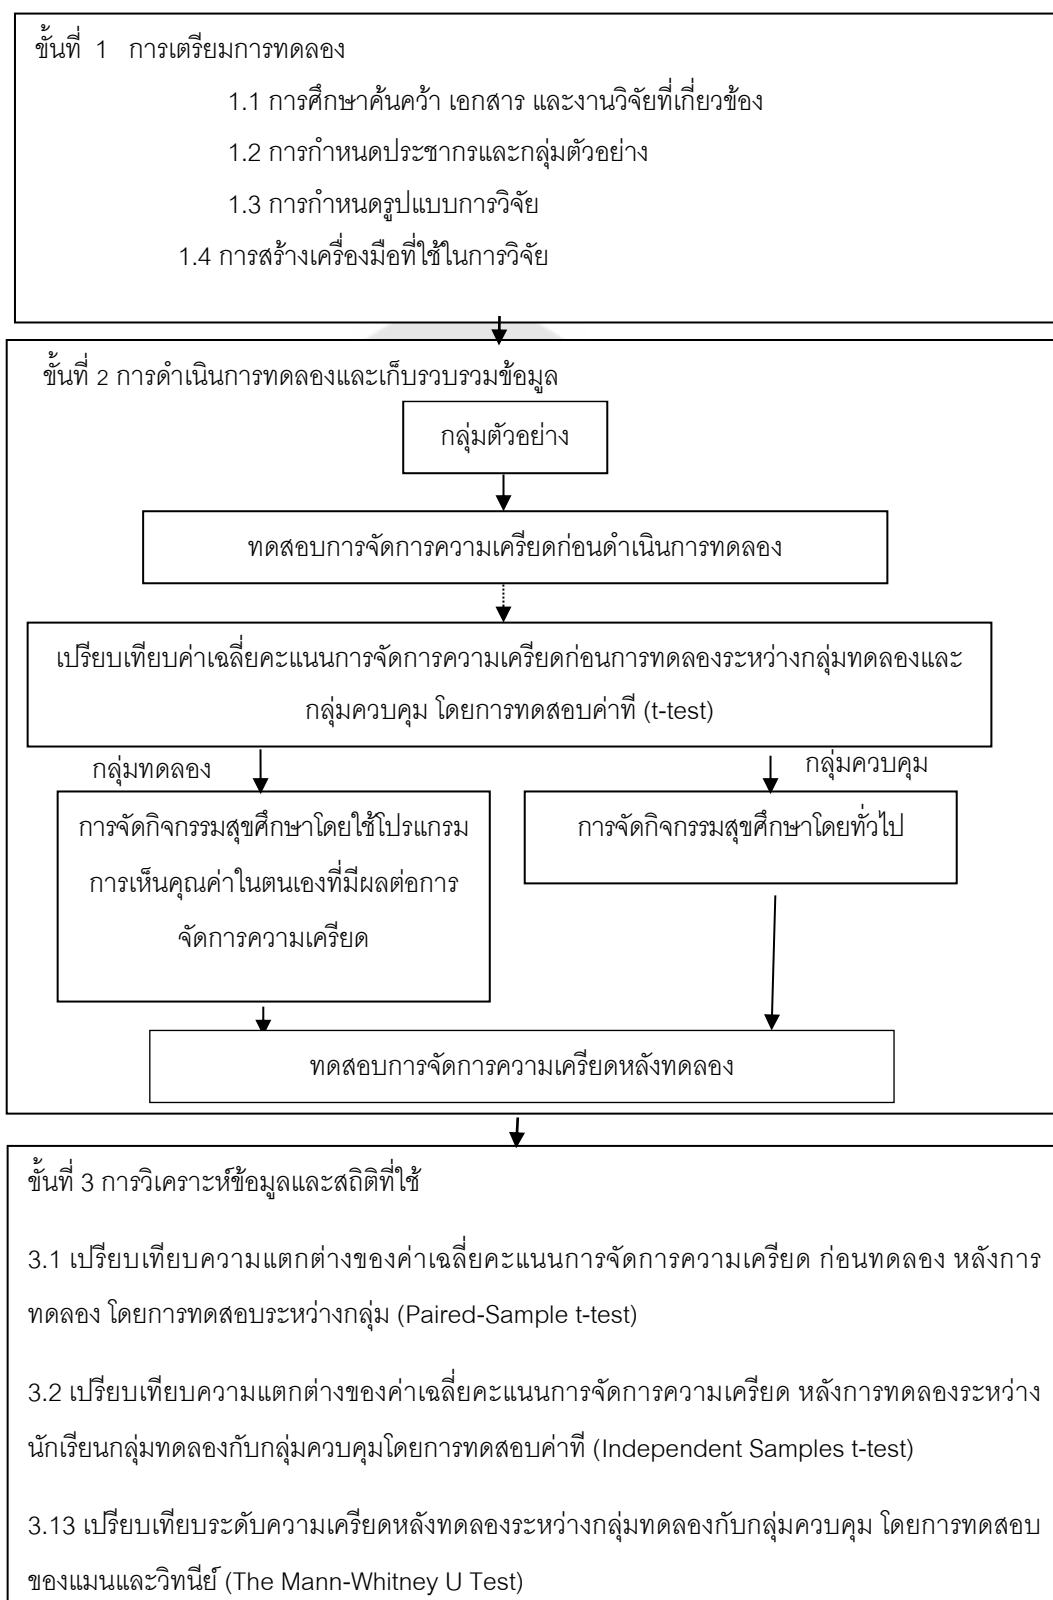 ขั้นที่ 1 การเตรียมการทดลอง
1.1 การศึกษาค้นคว้า เอกสาร และงานวิจัยที่เกี่ยวข้อง
1.2 การกำหนดประชากรและกลุ่มตัวอย่าง
1.3 การกำหนดรูปแบบการวิจัย
1.4 การสร้างเครื่องมือที่ใช้ในการวิจัย
ขั้นที่ 2 การดำเนินการทดลองและเก็บรวบรวมข้อมูล
กลุ่มตัวอย่าง
ทดสอบการจัดการความเครียดก่อนดำเนินการทดลอง
เปรียบเทียบค่าเฉลี่ยคะแนนการจัดการความเครียดก่อนการทดลองระหว่างกลุ่มทดลองและ
กลุ่มควบคุม โดยการทดสอบค่าที (t-test)
กลุ่มทดลอง
กลุ่มควบคุม
การจัดกิจกรรมสุขศึกษาโดยใช้โปรแกรม
การเห็นคุณค่าในตนเองที่มีผลต่อการ
จัดการความเครียด
การจัดกิจกรรมสุขศึกษาโดยทั่วไป
ทดสอบการจัดการความเครียดหลังทดลอง
ขั้นที่ 3 การวิเคราะห์ข้อมูลและสถิติที่ใช้
3.1 เปรียบเทียบความแตกต่างของค่าเฉลี่ยคะแนนการจัดการความเครียด ก่อนทดลอง หลังการ
ทดลอง โดยการทดสอบระหว่างกลุ่ม (Paired-Sample t-test)
3.2 เปรียบเทียบความแตกต่างของค่าเฉลี่ยคะแนนการจัดการความเครียด หลังการทดลองระหว่าง
นักเรียนกลุ่มทดลองกับกลุ่มควบคุมโดยการทดสอบค่าที (Independent Samples t-test)
3.13 เปรียบเทียบระดับความเครียดหลังทดลองระหว่างกลุ่มทดลองกับกลุ่มควบคุม โดยการทดสอบ
ของแมนและวิทนีย์ (The Mann-Whitney U Test)